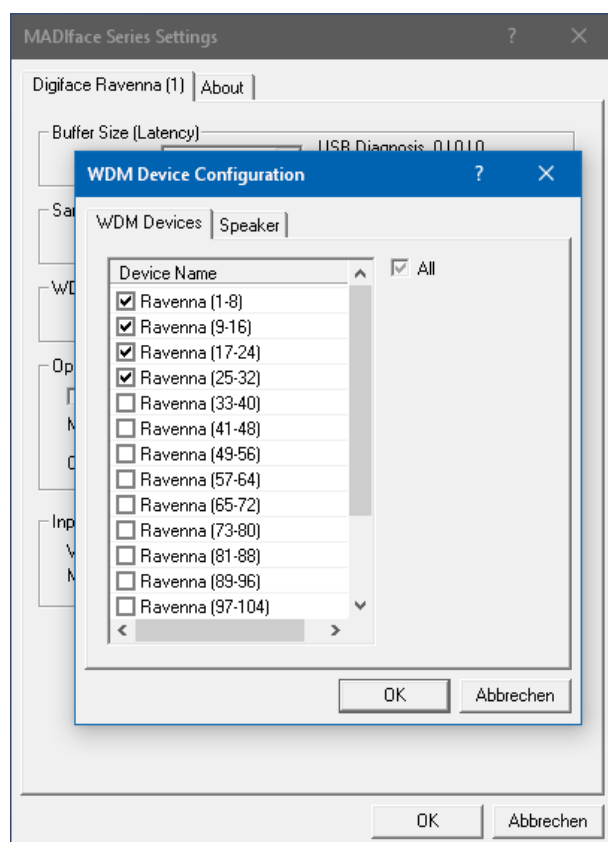 MADIface Series Settings
Digiface Ravenna (1) About
Buffer Size (Latency)
USB Diagnosis
WDM Device Configuration
WDM Devices Speaker
Device Name
All
Ravenna (1-8)
Ravenna (9-16)
Ravenna (17-24)
Ravenna (25-32)
Ravenna (33-40)
Ravenna (41-48)
Ravenna (49-56)
Ravenna (57-64)
Ravenna (65-72)
Ravenna (73-80)
Ravenna (81-88)
Ravenna (89-96)
Ravenna (97-104)
OK Abbrechen
OK Abbrechen